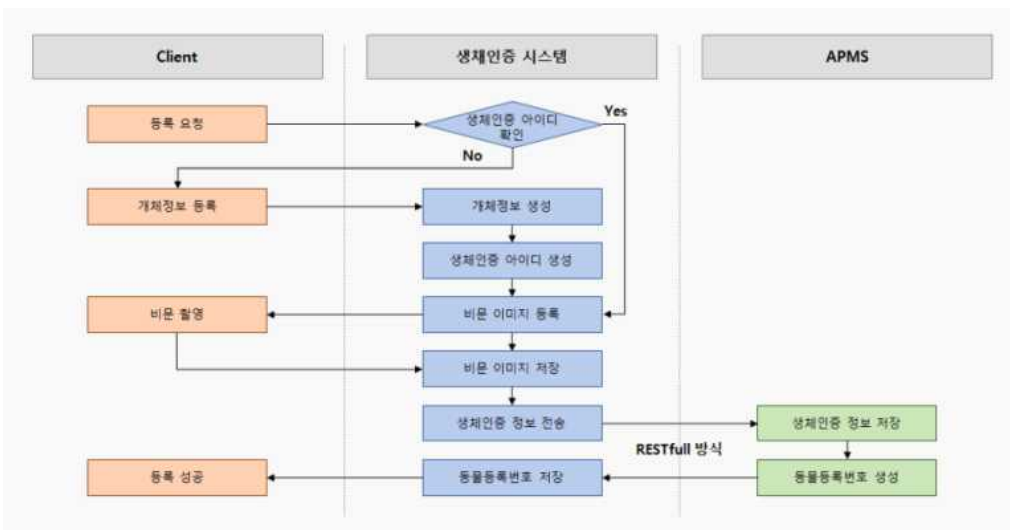 Client
생채인증 시스템
APMS
등록 요청
생체인증 아이디
확인
Yes
No
개체정보 등록
개체정보 생성
생체인증 아이디 생성
비문 촬영
비문 이미지 등록
비문 이미지 저장
생체인증 정보 전송
생체인증 정보 저장
RESTfull 방식
등록 성공
동물등록번호 저장
동물등록번호 생성